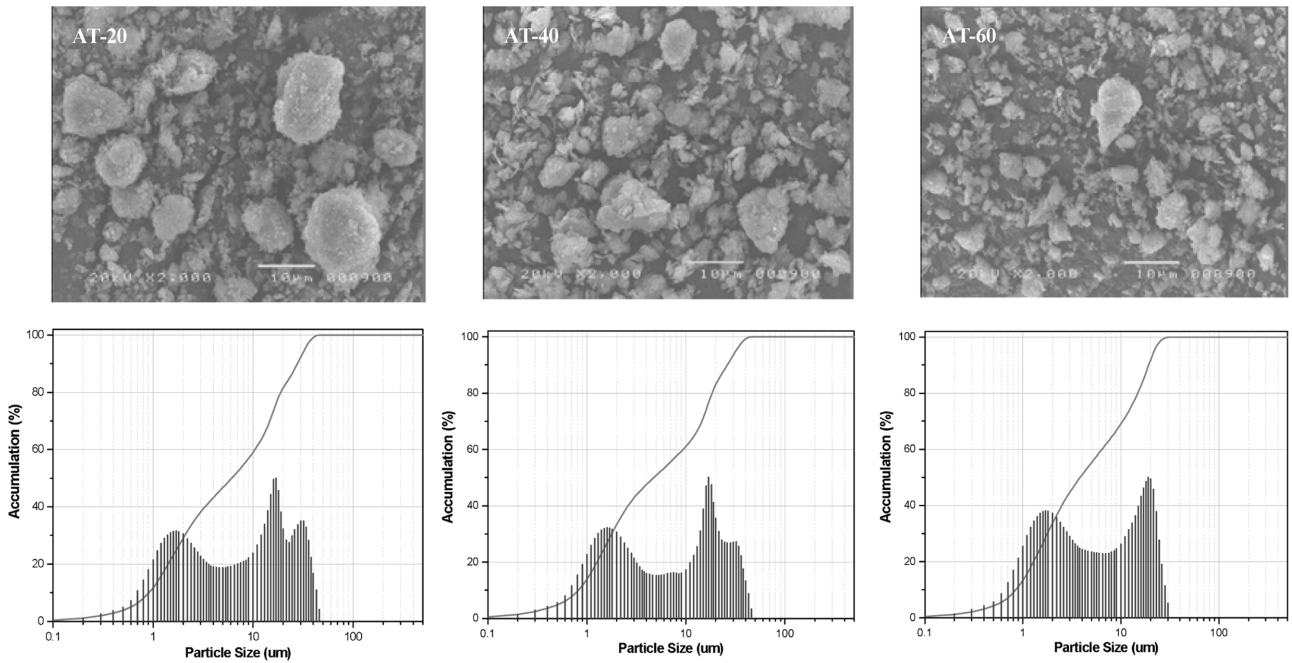 AT-20
20kV X2,000 10µm 000900
AT-40
20kV X2,000 10µm 000900
AT-60
20kV X2,000 10µm 000900
Accumulation (%)
100
80
60
40
20
0
0.1 1 10 100
Particle Size (um)
Accumulation (%)
100
80
60
40
20
0
0.1 1 10 100
Particle Size (um)
Accumulation (%)
100
80
60
40
20
0
0.1 1 10 100
Particle Size (um)